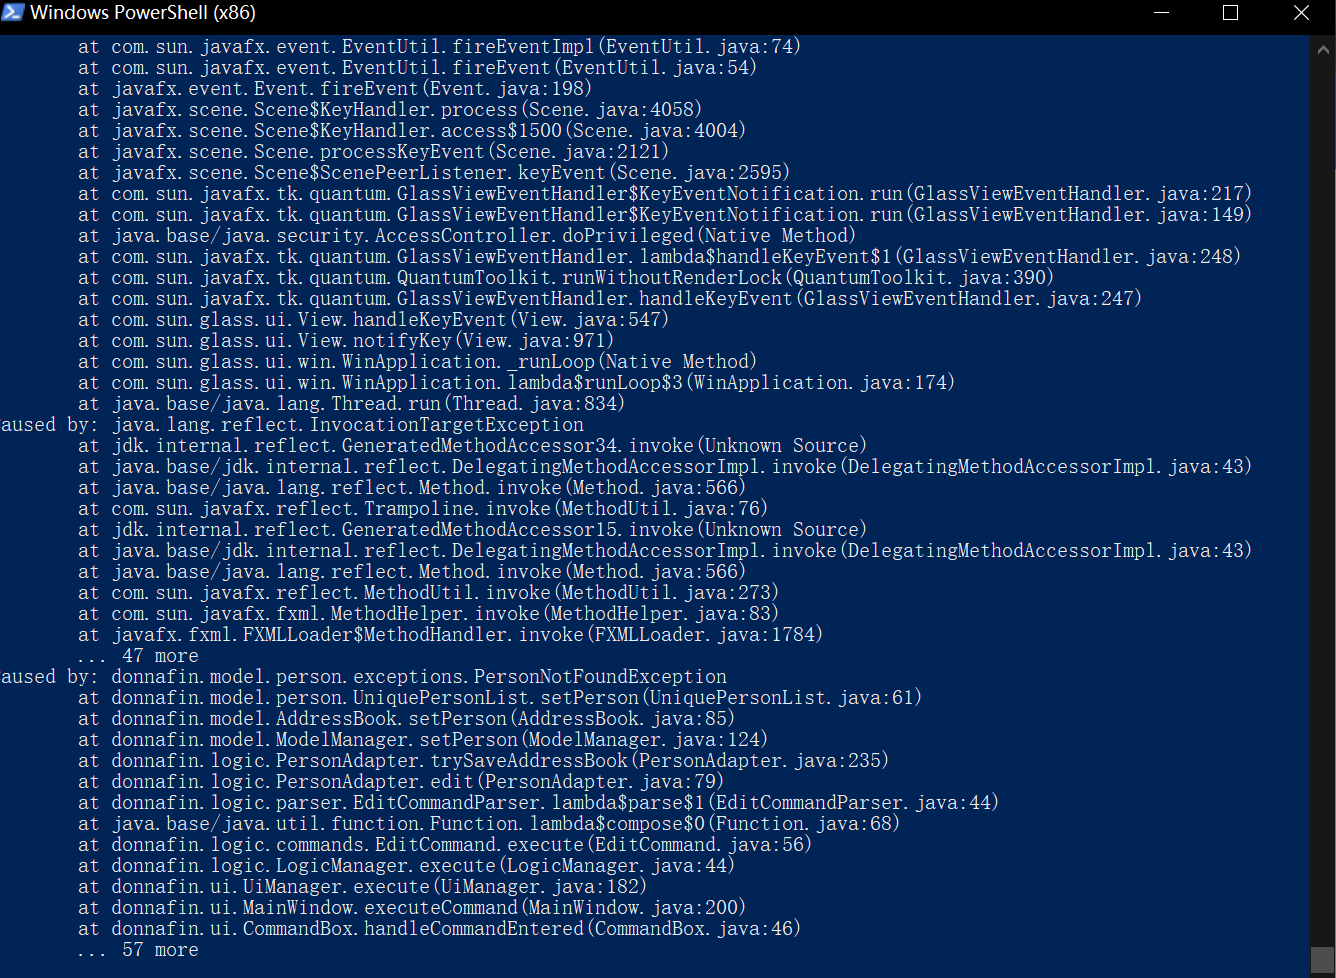 Windows PowerShell (x86)
at com.sun.javafx.event.EventUtil.fireEventImpl(EventUtil.java:74)
at com.sun.javafx.event.EventUtil.fireEvent(EventUtil.java:54)
at javafx.event.Event.fireEvent(Event.java:198)
at javafx.scene.Scene$KeyHandler.process(Scene.java:4058)
at javafx.scene.Scene$KeyHandler.access$1500(Scene.java:4004)
at javafx.scene.Scene.processKeyEvent(Scene.java:2121)
at javafx.scene.Scene$ScenePeerListener.keyEvent(Scene.java:2595)
at com.sun.javafx.tk.quantum.GlassViewEventHandler$KeyEventNotification.run(GlassViewEventHandler.java:217)
at com.sun.javafx.tk.quantum.GlassViewEventHandler$KeyEventNotification.run(GlassViewEventHandler.java:149)
at java.base/java.security.AccessController.doPrivileged(Native Method)
at com.sun.javafx.tk.quantum.GlassViewEventHandler.lambda$handleKeyEvent$1(GlassViewEventHandler.java:248)
at com.sun.javafx.tk.quantum.QuantumToolkit.runWithoutRenderLock(QuantumToolkit.java:390)
at com.sun.javafx.tk.quantum.GlassViewEventHandler.handleKeyEvent(GlassViewEventHandler.java:247)
at com.sun.glass.ui.View.handleKeyEvent(View.java:547)
at com.sun.glass.ui.View.notifyKey(View.java:971)
at com.sun.glass.ui.win.WinApplication._runLoop(Native Method)
at com.sun.glass.ui.win.WinApplication.lambda$runLoop$3(WinApplication.java:174)
at java.base/java.lang.Thread.run(Thread.java:834)
aused by: java.lang.reflect.InvocationTargetException
at jdk.internal.reflect.GeneratedMethodAccessor34.invoke(Unknown Source)
at java.base/jdk.internal.reflect.DelegatingMethodAccessorImpl.invoke(DelegatingMethodAccessorImpl.java:43)
at java.base/java.lang.reflect.Method.invoke(Method.java:566)
at com.sun.javafx.reflect.Trampoline.invoke(MethodUtil.java:76)
at jdk.internal.reflect.GeneratedMethodAccessor15.invoke(Unknown Source)
at java.base/jdk.internal.reflect.DelegatingMethodAccessorImpl.invoke(DelegatingMethodAccessorImpl.java:43)
at java.base/java.lang.reflect.Method.invoke(Method.java:566)
at com.sun.javafx.reflect.MethodUtil.invoke(MethodUtil.java:273)
at com.sun.javafx.fxml.MethodHelper.invoke(MethodHelper.java:83)
at javafx.fxml.FXMLLoader$MethodHandler.invoke(FXMLLoader.java:1784)
... 47 more
aused by: donnafin.model.person.exceptions.PersonNotFoundException
at donnafin.model.person.UniquePersonList.setPerson(UniquePersonList.java:61)
at donnafin.model.AddressBook.setPerson(AddressBook.java:85)
at donnafin.model.ModelManager.setPerson(ModelManager.java:124)
at donnafin.logic.PersonAdapter.trySaveAddressBook(PersonAdapter.java:235)
at donnafin.logic.PersonAdapter.edit(PersonAdapter.java:79)
at donnafin.logic.parser.EditCommandParser.lambda$parse$1(EditCommandParser.java:44)
at java.base/java.util.function.Function.lambda$compose$0(Function.java:68)
at donnafin.logic.commands.EditCommand.execute(EditCommand.java:56)
at donnafin.logic.LogicManager.execute(LogicManager.java:44)
at donnafin.ui.UiManager.execute(UiManager.java:182)
at donnafin.ui.MainWindow.executeCommand(MainWindow.java:200)
at donnafin.ui.CommandBox.handleCommandEntered(CommandBox.java:46)
... 57 more